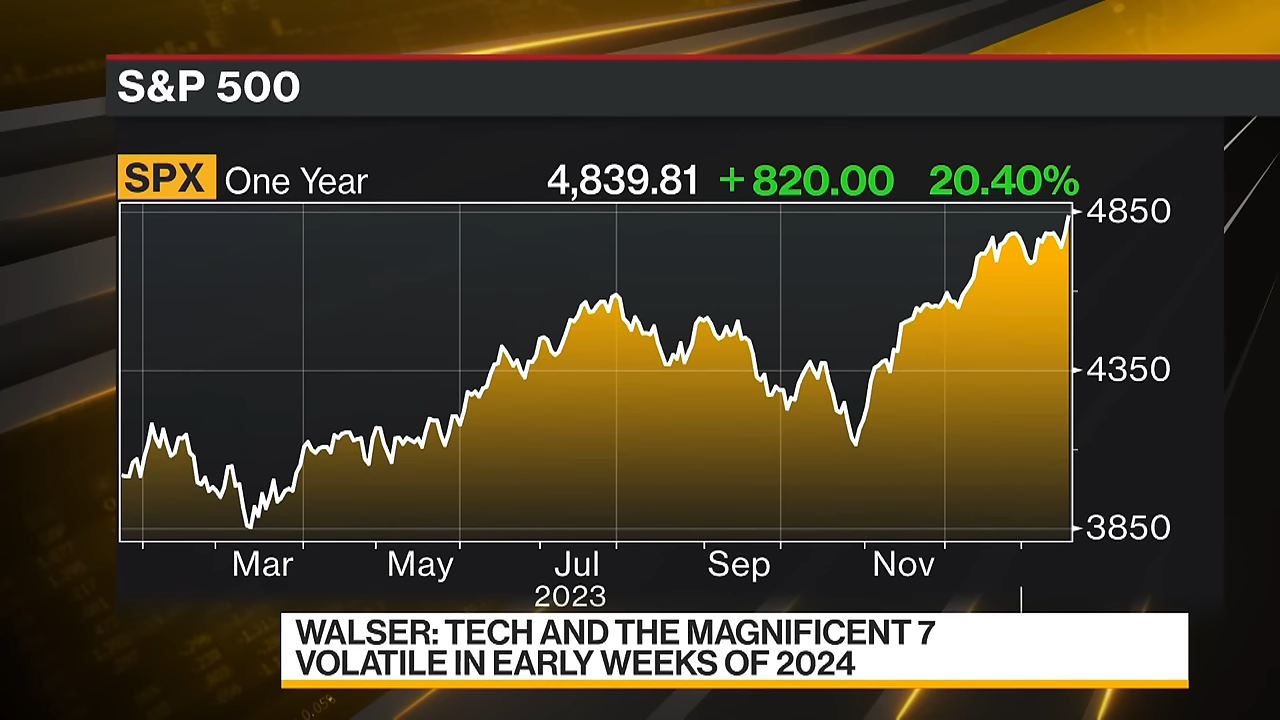 S&P 500
SPX One Year 4,839.81 +820.00 20.40%
4850
4350
3850
Mar May Jul Sep Nov
2023
WALSER: TECH AND THE MAGNIFICENT 7
VOLATILE IN EARLY WEEKS OF 2024